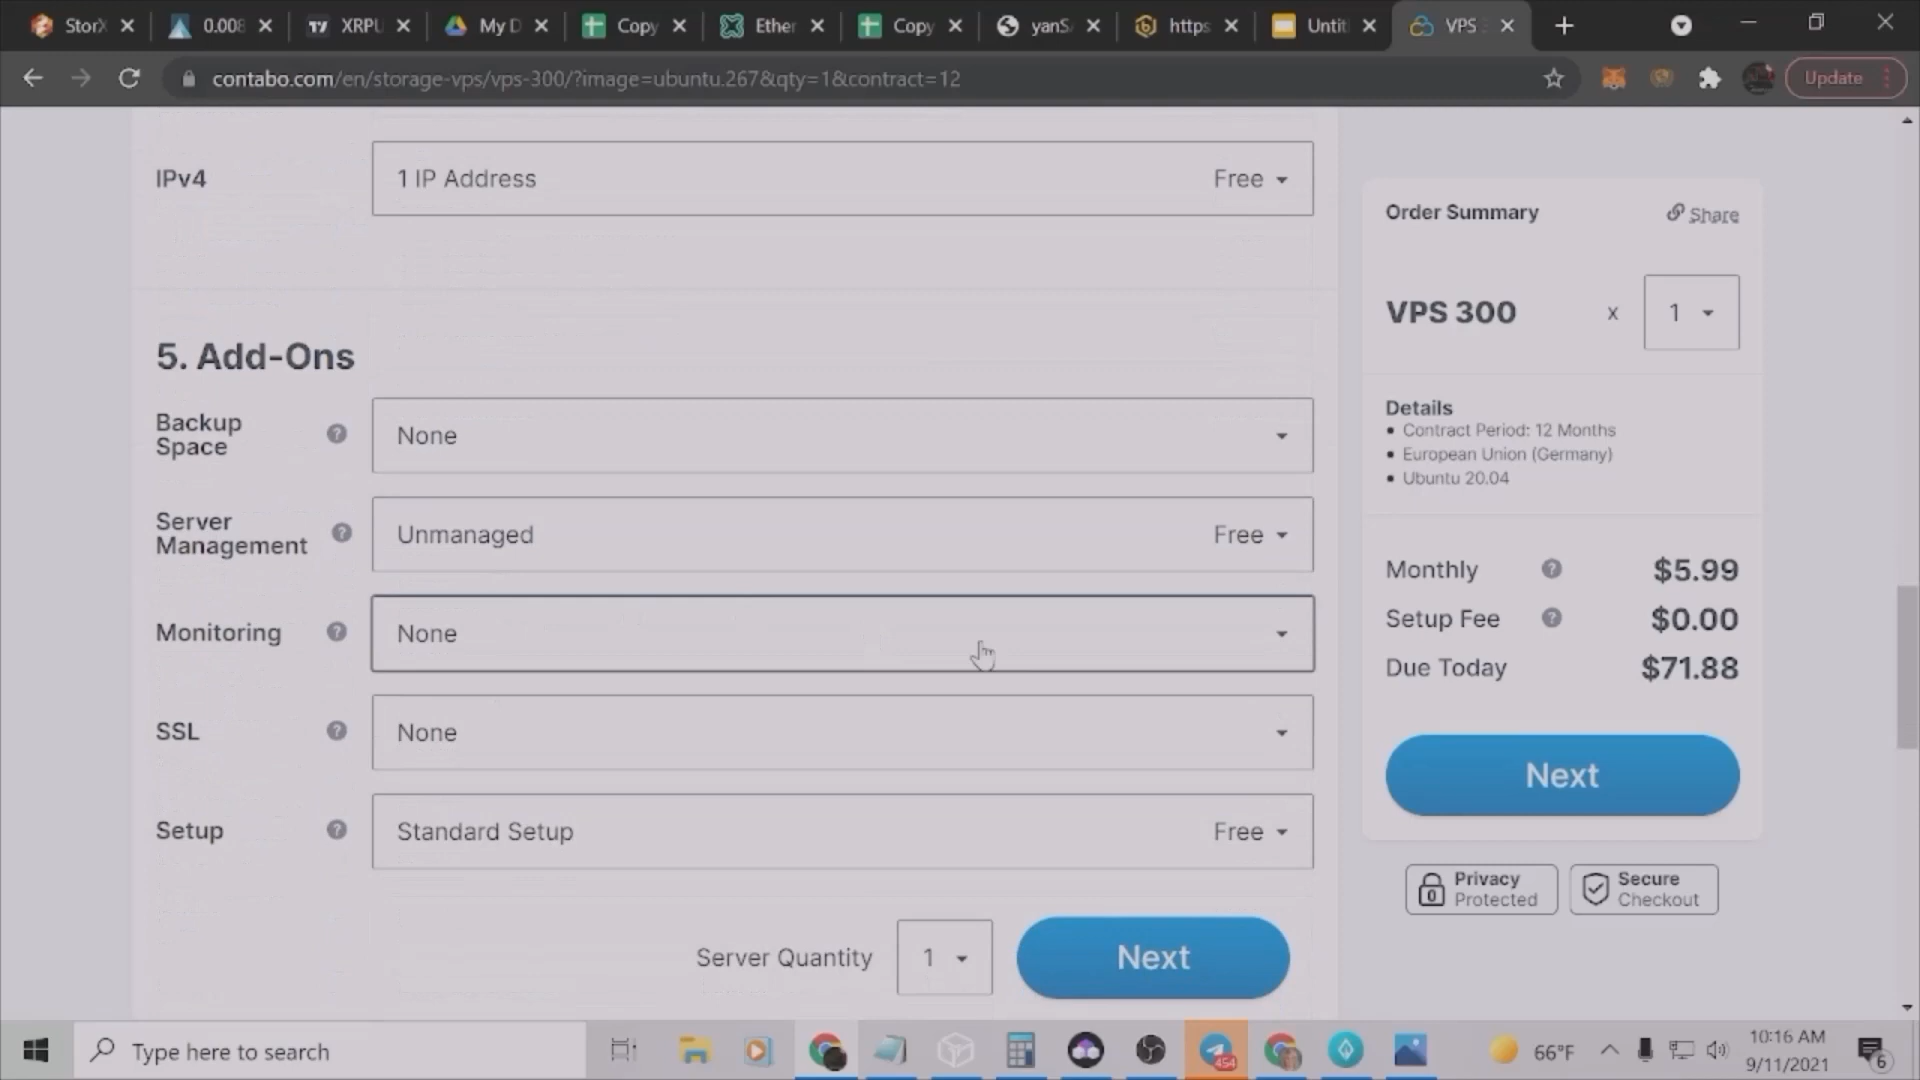 StorX
0.008
XRPU
My D
Copy
Ether
Copy
yanS
https
Untit
VPS 3
contabo.com/en/storage-vps/vps-300/?image=ubuntu.267&qty=1&contract=12
Update
IPv4
1 IP Address
Free
Order Summary
Share
VPS 300
x
1
5. Add-Ons
Details
Contract Period: 12 Months
European Union (Germany)
Ubuntu 20.04
Backup
Space
None
Server
Management
Unmanaged
Free
Monthly
$5.99
Setup Fee
$0.00
Due Today
$71.88
Monitoring
None
SSL
None
Next
Setup
Standard Setup
Free
Privacy
Protected
Secure
Checkout
Server Quantity
1
Next
Type here to search
454
66°F
10:16 AM
9/11/2021
6